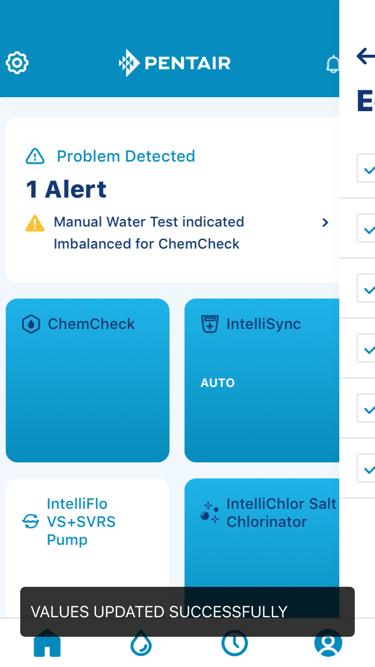 PENTAIR
Problem Detected
1 Alert
Manual Water Test indicated
Imbalanced for ChemCheck
ChemCheck
IntelliSync
AUTO
IntelliFlo
VS+SVRS
Pump
IntelliChlor Salt
Chlorinator
VALUES UPDATED SUCCESSFULLY